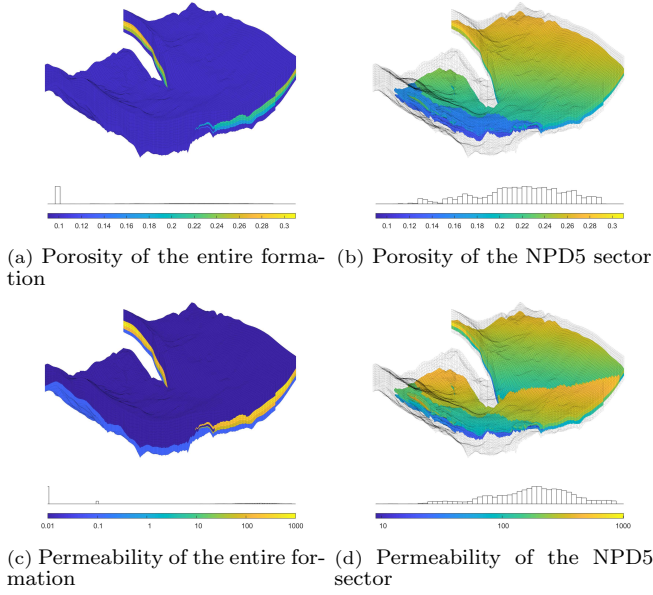 0.1 0.12 0.14 0.16 0.18 0.2 0.22 0.24 0.26 0.28 0.3
0.1 0.12 0.14 0.16 0.18 0.2 0.22 0.24 0.26 0.28 0.3
(a) Porosity of the entire forma-
tion
(b) Porosity of the NPD5 sector
0.01 0.1 1 10 100 1000
10 100 1000
(c) Permeability of the entire for-
mation
(d) Permeability of the NPD5
sector